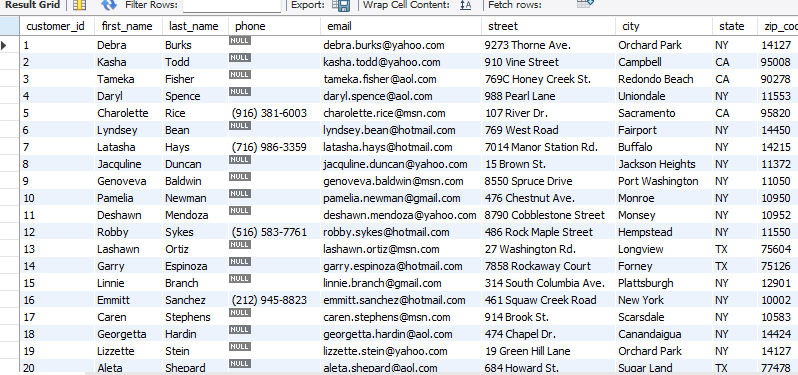 Result Grid Filter Rows: Export: Wrap Cell Content: IA Fetch rows:
customer_id first_name last_name phone email street city state
1 Debra Burks NULL debra.burks@yahoo.com 9273 Thorne Ave. Orchard Park NY 14127
2 Kasha Todd NULL kasha.todd@yahoo.com 910 Vine Street Campbell CA 95008
3 Tameka Fisher NULL tameka.fisher@aol.com 769C Honey Creek St. Redondo Beach CA 90278
4 Daryl Spence NULL daryl.spence@aol.com 988 Pearl Lane Uniondale NY 11553
5 Charolette Rice (916) 381-6003 charolette.rice@msn.com 107 River Dr. Sacramento CA 95820
6 Lyndsey Bean NULL lyndsey.bean@hotmail.com 769 West Road Fairport NY 14450
7 Latasha Hays (716) 986-3359 latasha.hays@hotmail.com 7014 Manor Station Rd. Buffalo NY 14215
8 Jacquline Duncan NULL jacquline.duncan@yahoo.com 15 Brown St. Jackson Heights NY 11372
9 Genoveva Baldwin NULL genoveva.baldwin@msn.com 8550 Spruce Drive Port Washington NY 11050
10 Pamelia Newman NULL pamelia.newman@gmail.com 476 Chestnut Ave. Monroe NY 10950
11 Deshawn Mendoza NULL deshawn.mendoza@yahoo.com 8790 Cobblestone Street Monsey NY 10952
12 Robby Sykes (516) 583-7761 robby.sykes@hotmail.com 486 Rock Maple Street Hempstead NY 11550
13 Lashawn Ortiz NULL lashawn.ortiz@msn.com 27 Washington Rd. Longview TX 75604
14 Garry Espinoza NULL garry.espinoza@hotmail.com 7858 Rockaway Court Forney TX 75126
15 Linnie Branch NULL linnie.branch@gmail.com 314 South Columbia Ave. Plattsburgh NY 12901
16 Emmitt Sanchez (212) 945-8823 emmitt.sanchez@hotmail.com 461 Squaw Creek Road New York NY 10002
17 Caren Stephens NULL caren.stephens@msn.com 914 Brook St. Scarsdale NY 10583
18 Georgetta Hardin NULL georgetta.hardin@aol.com 474 Chapel Dr. Canandaigua NY 14424
19 Lizzette Stein NULL lizzette.stein@yahoo.com 19 Green Hill Lane Orchard Park NY 14127
20 Aleta Shepard NULL aleta.shepard@aol.com 684 Howard St. Sugar Land TX 77478